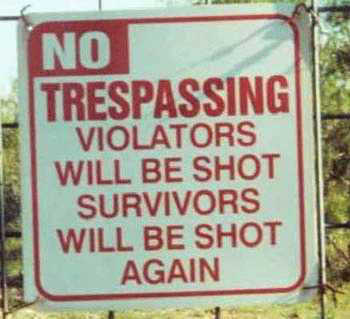 NO
TRESPASSING
VIOLATORS
WILL BE SHOT
SURVIVORS
WILL BE SHOT
AGAIN